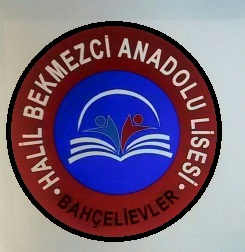 HALİL BEKMEZCİ ANADOLU LİSESİ
BAHÇELİEVLER